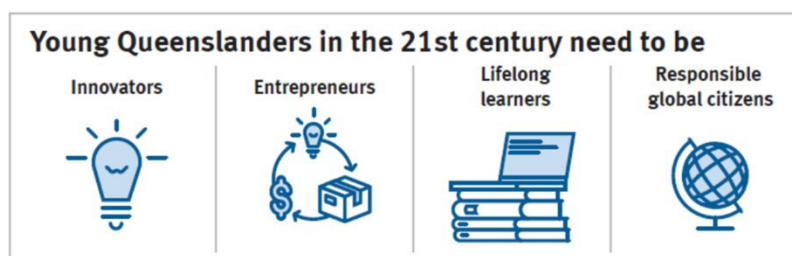 Young Queenslanders in the 21st century need to be
Innovators
Entrepreneurs
Lifelong
learners
Responsible
global citizens